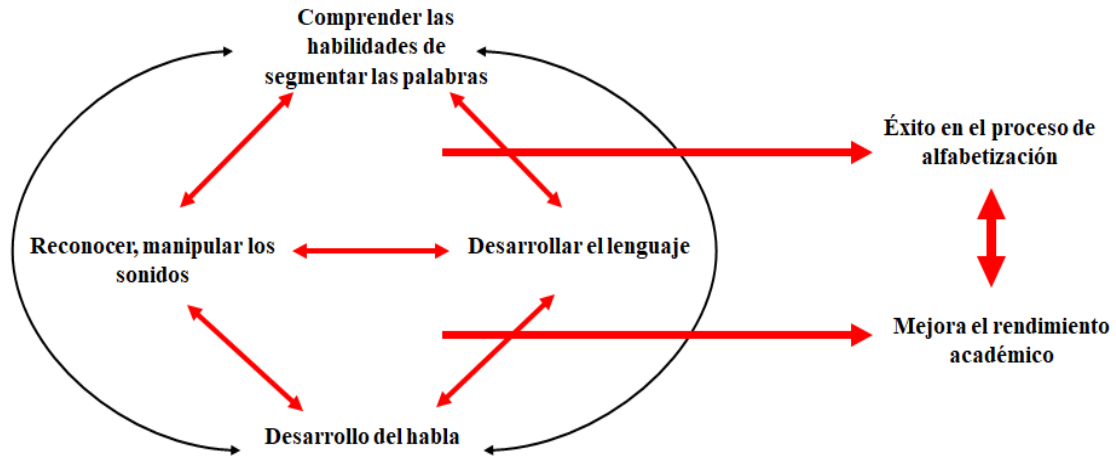 Comprender las
habilidades de
segmentar las palabras
Éxito en el proceso de
alfabetización
Reconocer, manipular los
sonidos
Desarrollar el lenguaje
Mejora el rendimiento
académico
Desarrollo del habla